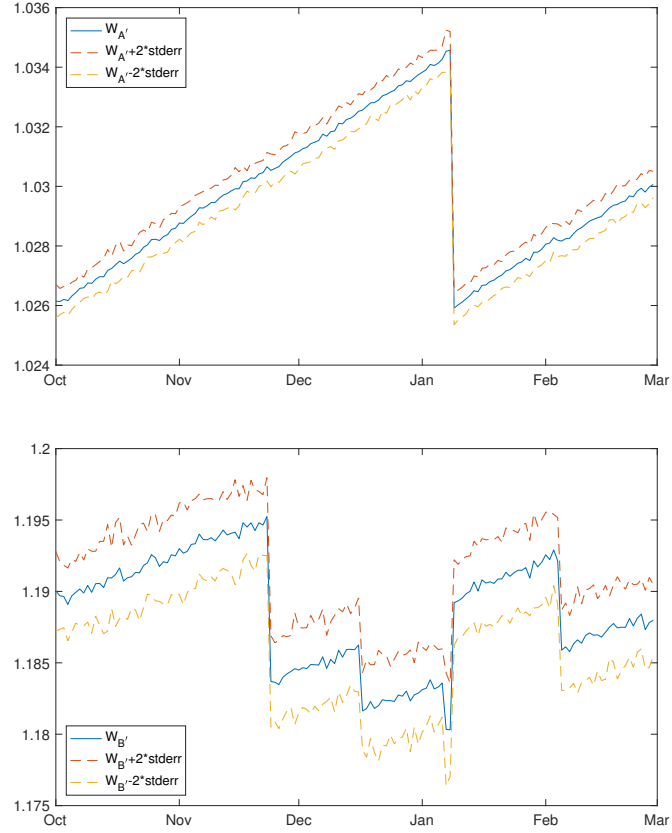 1.036
1.034
1.032
1.03
1.028
1.026
1.024
W_A'
W_A'+2*stderr
W_A'-2*stderr
Oct Nov Dec Jan Feb Mar
1.2
1.195
1.19
1.185
1.18
1.175
W_B'
W_B'+2*stderr
W_B'-2*stderr
Oct Nov Dec Jan Feb Mar